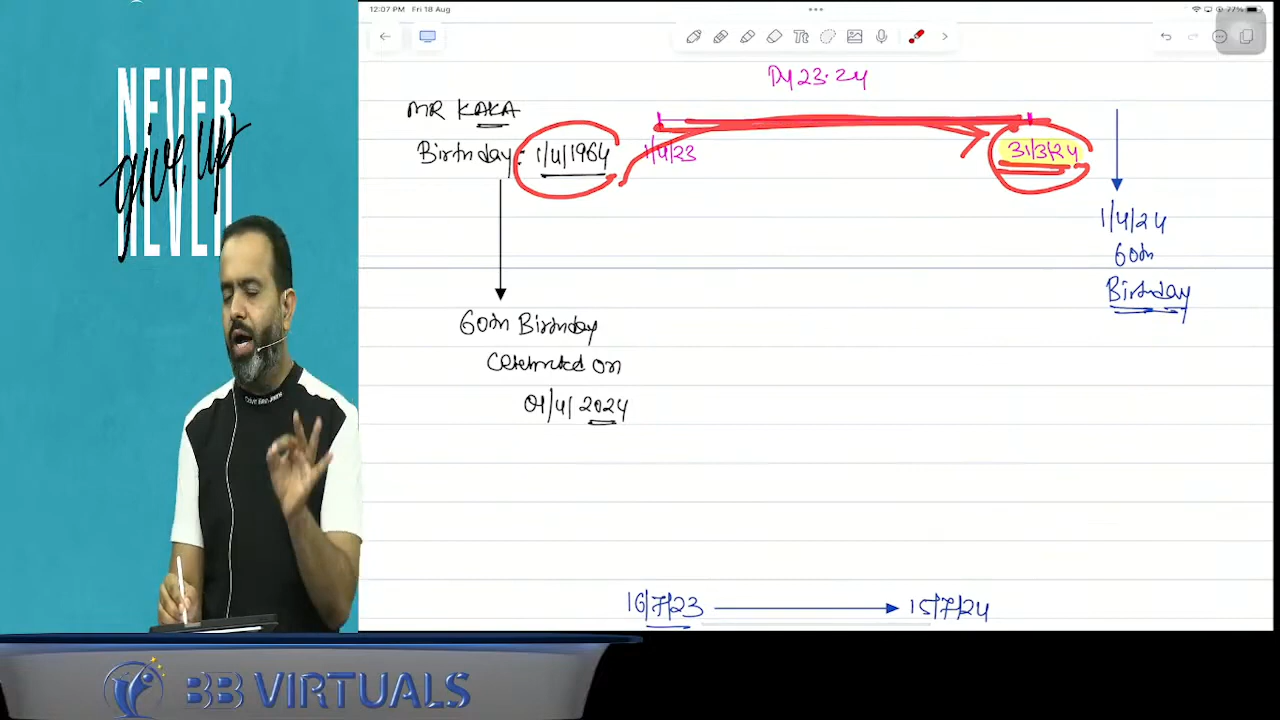 12:07 PM Fri 18 Aug
77%
NEVER
give up
NEVER
PY 23-24
MR KAKA
Birthday: 1/4/1964
1/4/23
31/3/24
1/4/24
60th
Birthday
60th Birthday
Celebrated on
01/4/2024
16/7/23
15/7/24
BB VIRTUALS